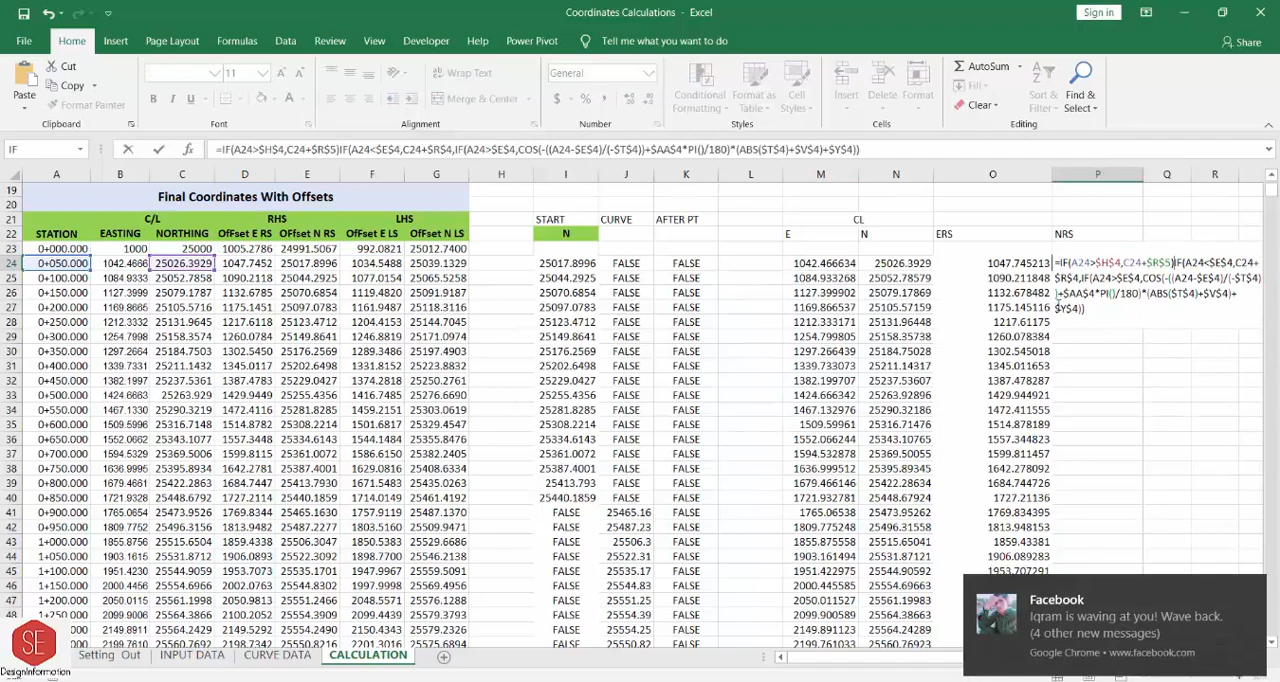 Coordinates Calculations - Excel
Sign in
File Home Insert Page Layout Formulas Data Review View Developer Help Power Pivot Tell me what you want to do Share
Paste Cut Copy Format Painter
11
Wrap Text
Merge & Center
General
$ % ,
Conditional Formatting Format as Table Cell Styles
Insert Delete Format
AutoSum Fill Clear
Sort & Filter Find & Select
Clipboard Font Alignment Number Styles Cells Editing
IF fx =IF(A24>$H$4,C24+$R$5)IF(A24<$E$4,C24+$R$4,IF(A24>$E$4,COS(-((A24-$E$4)/(-$T$4))+$AA$4*PI()/180)*(ABS($T$4)+$V$4)+$Y$4))
A B C D E F G H I J K L M N O P Q R
19 Final Coordinates With Offsets
20
21 C/L RHS LHS START CURVE AFTER PT CL
22 STATION EASTING NORTHING Offset E RS Offset N RS Offset E LS Offset N LS N E N ERS NRS
23 0+000.000 1000 25000 1005.2786 24991.5067 992.0821 25012.7400
24 0+050.000 1042.4666 25026.3929 1047.7452 25017.8996 1034.5487 25039.1329 25017.8996 FALSE FALSE 1042.466634 25026.3929 1047.745213 =IF(A24>$H$4,C24+$R$5)IF(A24<$E$4,C24+
25 0+100.000 1084.9333 25052.7858 1090.2118 25044.2925 1077.0154 25065.5258 25044.2925 FALSE FALSE 1084.933268 25052.78579 1090.211848 $R$4,IF(A24>$E$4,COS(-((A24-$E$4)/(-$T$4)
26 0+150.000 1127.3999 25079.1787 1132.6785 25070.6854 1119.4820 25091.9187 25070.6854 FALSE FALSE 1127.399902 25079.17869 1132.678482 )+$AA$4*PI()/180)*(ABS($T$4)+$V$4)+
27 0+200.000 1169.8665 25105.5716 1175.1451 25097.0783 1161.9486 25118.3116 25097.0783 FALSE FALSE 1169.866537 25105.57159 1175.145116 $Y$4))
28 0+250.000 1212.3332 25131.9645 1217.6118 25123.4712 1204.4153 25144.7045 25123.4712 FALSE FALSE 1212.333171 25131.96448 1217.61175
29 0+300.000 1254.7998 25158.3574 1260.0784 25149.8641 1246.8819 25171.0974 25149.8641 FALSE FALSE 1254.799805 25158.35738 1260.078384
30 0+350.000 1297.2664 25184.7503 1302.5450 25176.2569 1289.3486 25197.4903 25176.2569 FALSE FALSE 1297.266439 25184.75028 1302.545018
31 0+400.000 1339.7331 25211.1432 1345.0117 25202.6498 1331.8152 25223.8832 25202.6498 FALSE FALSE 1339.733073 25211.14317 1345.011653
32 0+450.000 1382.1997 25237.5361 1387.4783 25229.0427 1374.2818 25250.2761 25229.0427 FALSE FALSE 1382.199707 25237.53607 1387.478287
33 0+500.000 1424.6663 25263.929 1429.9449 25255.4356 1416.7485 25276.6690 25255.4356 FALSE FALSE 1424.666342 25263.92896 1429.944921
34 0+550.000 1467.1330 25290.3219 1472.4116 25281.8285 1459.2151 25303.0619 25281.8285 FALSE FALSE 1467.132976 25290.32186 1472.411555
35 0+600.000 1509.5996 25316.7148 1514.8782 25308.2214 1501.6817 25329.4547 25308.2214 FALSE FALSE 1509.59961 25316.71476 1514.878189
36 0+650.000 1552.0662 25343.1077 1557.3448 25334.6143 1544.1484 25355.8476 25334.6143 FALSE FALSE 1552.066244 25343.10765 1557.344823
37 0+700.000 1594.5329 25369.5006 1599.8115 25361.0072 1586.6150 25382.2405 25361.0072 FALSE FALSE 1594.532878 25369.50055 1599.811457
38 0+750.000 1636.9995 25395.8934 1642.2781 25387.4001 1629.0816 25408.6334 25387.4001 FALSE FALSE 1636.999512 25395.89345 1642.278092
39 0+800.000 1679.4661 25422.2863 1684.7447 25413.7930 1671.5483 25435.0263 25413.793 FALSE FALSE 1679.466146 25422.28634 1684.744726
40 0+850.000 1721.9328 25448.6792 1727.2114 25440.1859 1714.0149 25461.4192 25440.1859 FALSE FALSE 1721.932781 25448.67924 1727.21136
41 0+900.000 1765.0654 25473.9526 1769.8344 25465.1630 1757.9119 25487.1370 FALSE 25465.16 FALSE 1765.06538 25473.95262 1769.834395
42 0+950.000 1809.7752 25496.3156 1813.9482 25487.2277 1803.5160 25509.9471 FALSE 25487.23 FALSE 1809.775248 25496.31558 1813.948153
43 1+000.000 1855.8756 25515.6504 1859.4338 25506.3047 1850.5383 25529.6686 FALSE 25506.3 FALSE 1855.875558 25515.65041 1859.43381
44 1+050.000 1903.1615 25531.8712 1906.0893 25522.3092 1898.7700 25546.2138 FALSE 25522.31 FALSE 1903.161494 25531.87121 1906.089283
45 1+100.000 1951.4230 25544.9059 1953.7073 25535.1701 1947.9967 25559.5091 FALSE 25535.17 FALSE 1951.422975 25544.90592 1953.707291
46 1+150.000 2000.4456 25554.6966 2002.0763 25544.8302 1997.9998 25569.4956 FALSE 25544.83 FALSE 2000.445585 25554.69663
47 1+200.000 2050.0115 25561.1998 2050.9815 25551.2466 2048.5571 25576.1288 FALSE 25551.25 FALSE 2050.011527 25561.19983
48 1+250.000 2099.9006 25564.3866 2100.2052 25554.3909 2099.4439 25579.3793 FALSE 25554.39 FALSE 2099.900589 25564.38663
2149.8911 25564.2429 2149.5292 25554.2490 2150.4343 25579.2326 FALSE 25554.25 FALSE 2149.891123 25564.24289
2199.7610 25560.7692 2198.7342 25550.8216 2201.3016 25575.6894 FALSE 25550.82 FALSE 2199.761033 25560.76918
Facebook
Iqram is waving at you! Wave back.
(4 other new messages)
Google Chrome • www.facebook.com
SE
DesignInformation
Setting Out INPUT DATA CURVE DATA CALCULATION